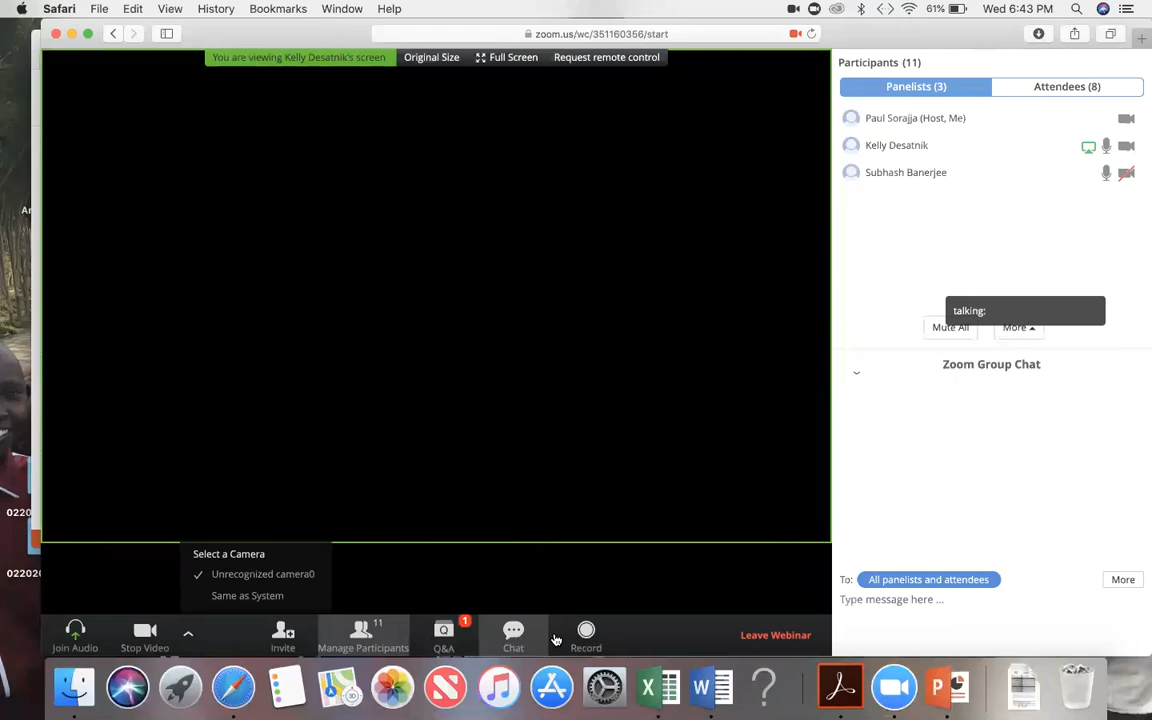 Safari File Edit View History Bookmarks Window Help 61% Wed 6:43 PM
zoom.us/wc/351160356/start
You are viewing Kelly Desatnik's screen Original Size Full Screen Request remote control
Participants (11)
Panelists (3) Attendees (8)
Paul Sorajja (Host, Me)
Kelly Desatnik
Subhash Banerjee
talking:
Mute All More
Zoom Group Chat
02202
022020
Select a Camera
Unrecognized camera0
Same as System
To: All panelists and attendees More
Type message here ...
11
1
Join Audio Stop Video Invite Manage Participants Q&A Chat Record Leave Webinar